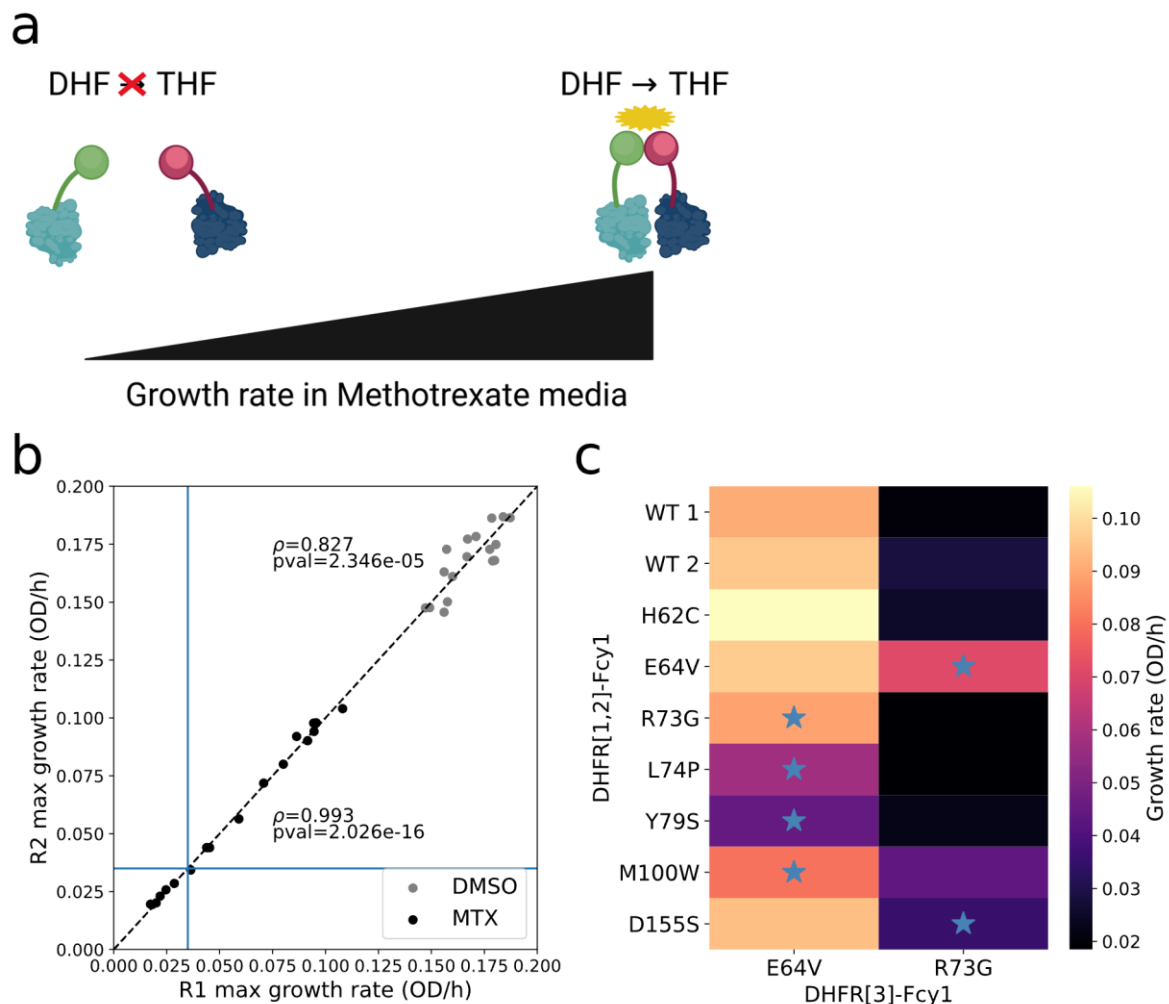 a
DHF → THF
DHF → THF
Growth rate in Methotrexate media
b
0.200
0.175
0.150
0.125
0.100
0.075
0.050
0.025
0.000
R2 max growth rate (OD/h)
ρ=0.827
pval=2.346e-05
ρ=0.993
pval=2.026e-16
DMSO
MTX
0.000 0.025 0.050 0.075 0.100 0.125 0.150 0.175 0.200
R1 max growth rate (OD/h)
c
DHFR[1,2]-Fcy1
WT 1
WT 2
H62C
E64V
R73G
L74P
Y79S
M100W
D155S
E64V R73G
DHFR[3]-Fcy1
0.10
0.09
0.08
0.07
0.06
0.05
0.04
0.03
0.02
Growth rate (OD/h)